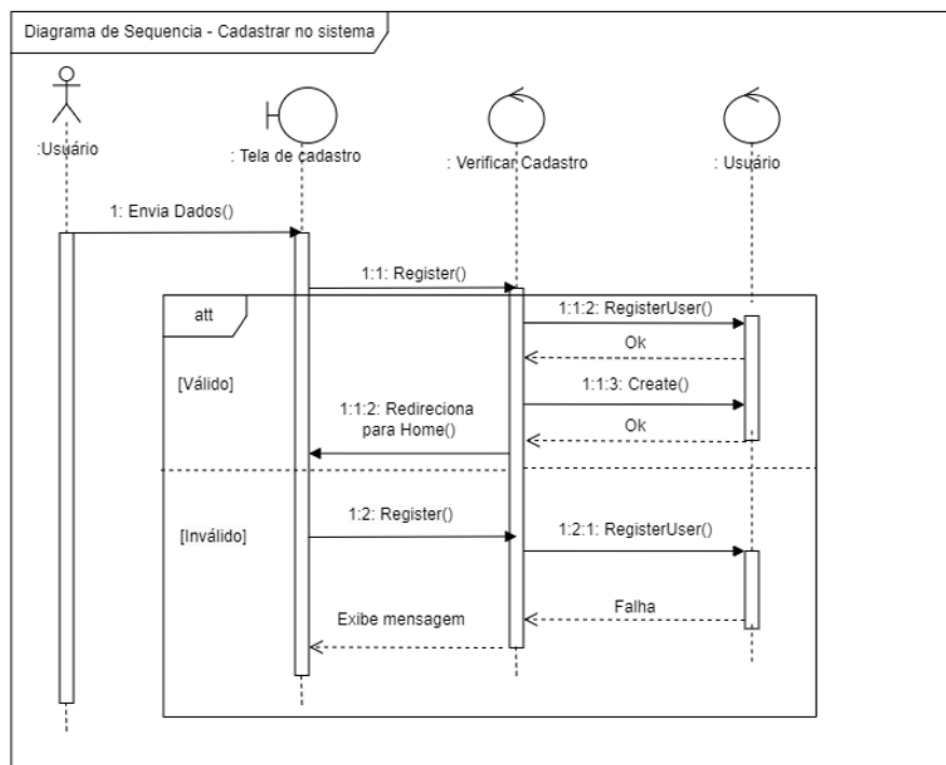 Diagrama de Sequencia - Cadastrar no sistema
:Usuário
: Tela de cadastro
: Verificar Cadastro
: Usuário
1: Envia Dados()
1:1: Register()
att
1:1:2: RegisterUser()
Ok
[Válido]
1:1:3: Create()
1:1:2: Redireciona
para Home()
Ok
1:2: Register()
[Inválido]
1:2:1: RegisterUser()
Falha
Exibe mensagem